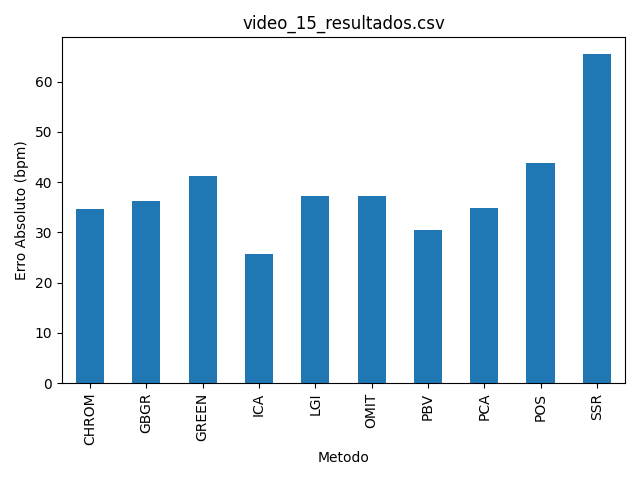 video_15_resultados.csv
Erro Absoluto (bpm)
60
50
40
30
20
10
0
CHROM
GBGR
GREEN
ICA
LGI
OMIT
PBV
PCA
POS
SSR
Metodo